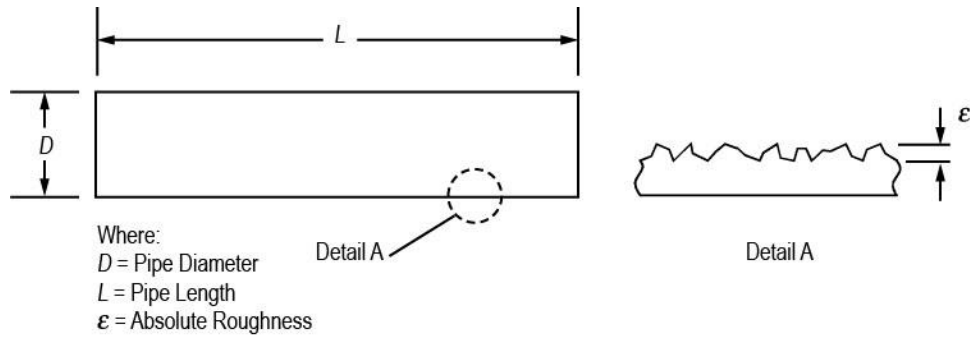 L
D
ε
Where:
D = Pipe Diameter
L = Pipe Length
ε = Absolute Roughness
Detail A
Detail A